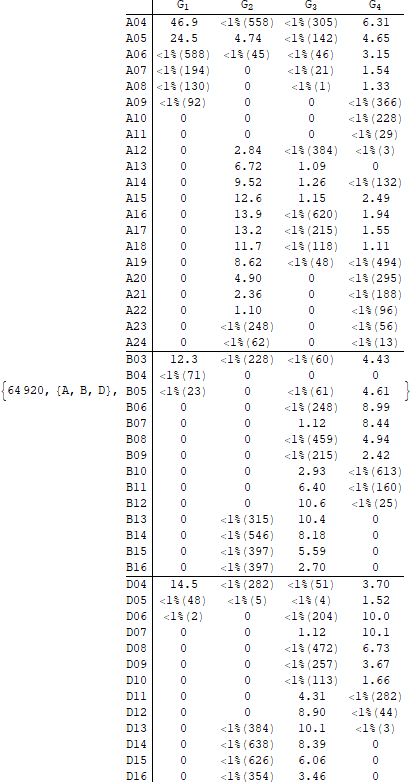 G1 G2 G3 G4
A04 46.9 <1%(558) <1%(305) 6.31
A05 24.5 4.74 <1%(142) 4.65
A06 <1%(588) <1%(45) <1%(46) 3.15
A07 <1%(194) 0 <1%(21) 1.54
A08 <1%(130) 0 <1%(1) 1.33
A09 <1%(92) 0 0 <1%(366)
A10 0 0 0 <1%(228)
A11 0 0 0 <1%(29)
A12 0 2.84 <1%(384) <1%(3)
A13 0 6.72 1.09 0
A14 0 9.52 1.26 <1%(132)
A15 0 12.6 1.15 2.49
A16 0 13.9 <1%(620) 1.94
A17 0 13.2 <1%(215) 1.55
A18 0 11.7 <1%(118) 1.11
A19 0 8.62 <1%(48) <1%(494)
A20 0 4.90 0 <1%(295)
A21 0 2.36 0 <1%(188)
A22 0 1.10 0 <1%(96)
A23 0 <1%(248) 0 <1%(56)
A24 0 <1%(62) 0 <1%(13)
B03 12.3 <1%(228) <1%(60) 4.43
B04 <1%(71) 0 0 0
{64920, {A, B, D}, B05 <1%(23) 0 <1%(61) 4.61 }
B06 0 0 <1%(248) 8.99
B07 0 0 1.12 8.44
B08 0 0 <1%(459) 4.94
B09 0 0 <1%(215) 2.42
B10 0 0 2.93 <1%(613)
B11 0 0 6.40 <1%(160)
B12 0 0 10.6 <1%(25)
B13 0 <1%(315) 10.4 0
B14 0 <1%(546) 8.18 0
B15 0 <1%(397) 5.59 0
B16 0 <1%(397) 2.70 0
D04 14.5 <1%(282) <1%(51) 3.70
D05 <1%(48) <1%(5) <1%(4) 1.52
D06 <1%(2) 0 <1%(204) 10.0
D07 0 0 1.12 10.1
D08 0 0 <1%(472) 6.73
D09 0 0 <1%(257) 3.67
D10 0 0 <1%(113) 1.66
D11 0 0 4.31 <1%(282)
D12 0 0 8.90 <1%(44)
D13 0 <1%(384) 10.1 <1%(3)
D14 0 <1%(638) 8.39 0
D15 0 <1%(626) 6.06 0
D16 0 <1%(354) 3.46 0